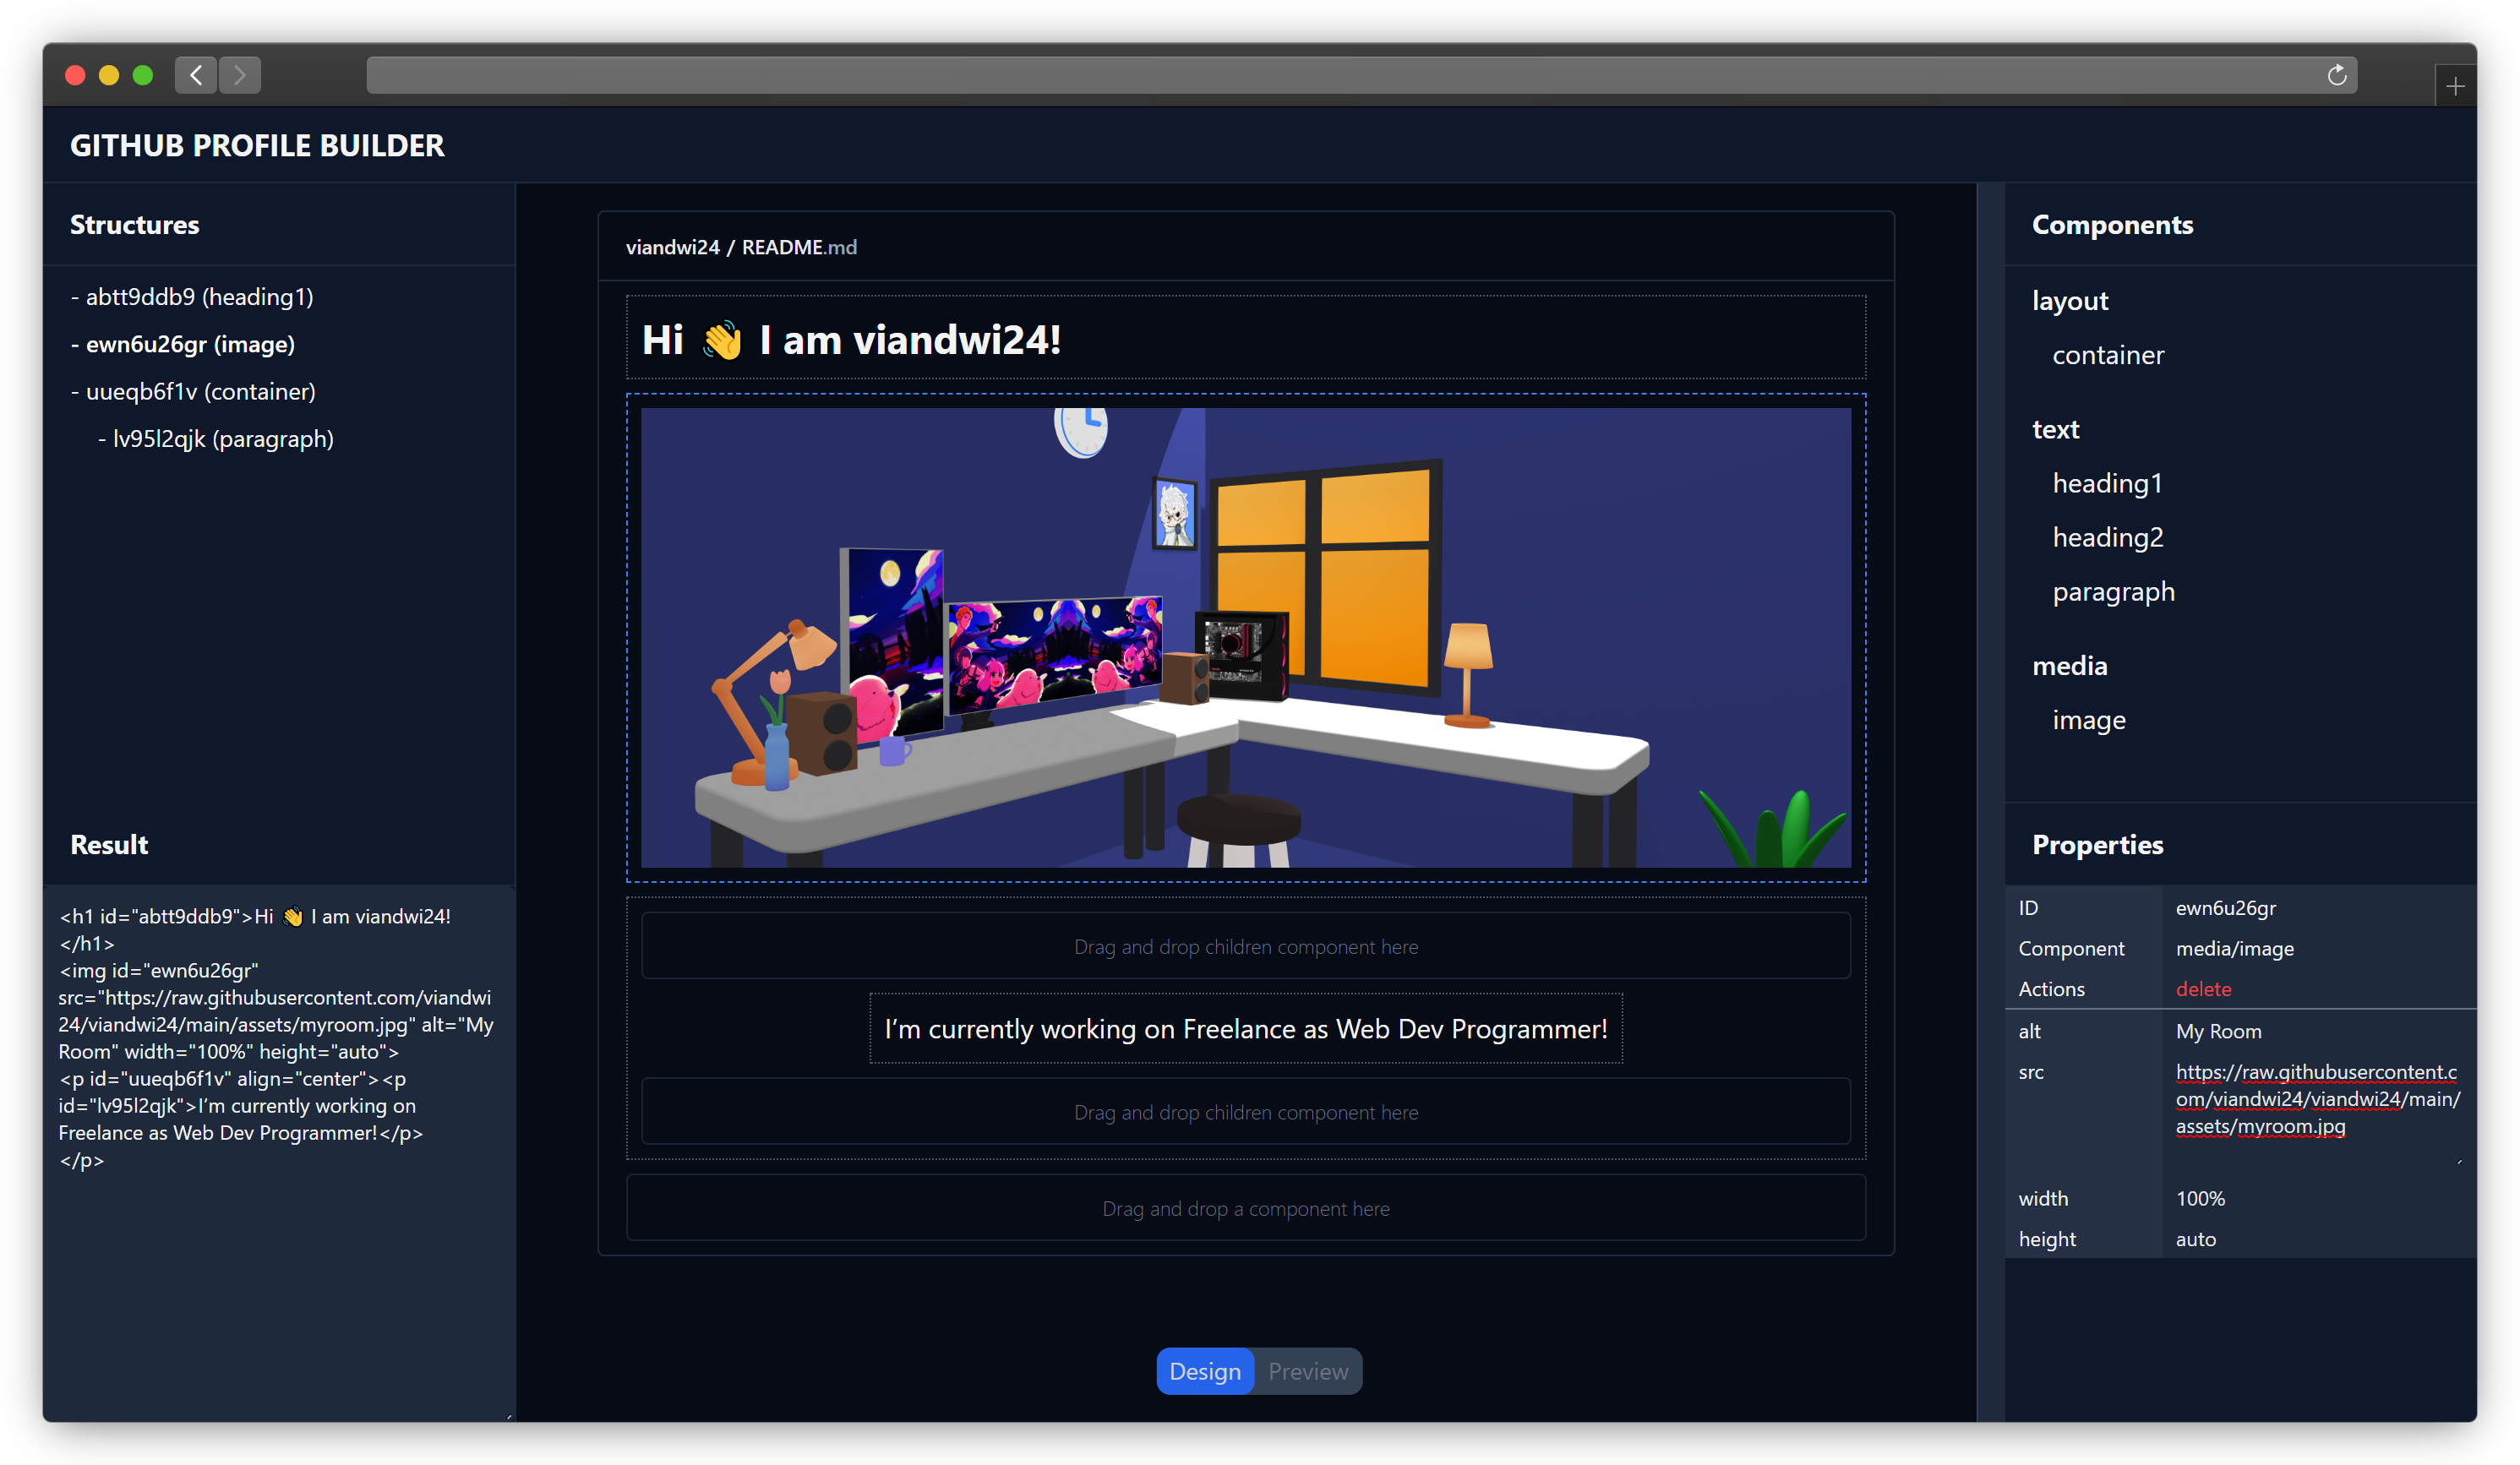 GITHUB PROFILE BUILDER
Structures
- abtt9ddb9 (heading1)
- ewn6u26gr (image)
- uueqb6f1v (container)
- lv95l2qjk (paragraph)
Result
<h1 id="abtt9ddb9">Hi 👋 I am viandwi24!
</h1>
<img id="ewn6u26gr"
src="https://raw.githubusercontent.com/viandwi
24/viandwi24/main/assets/myroom.jpg" alt="My
Room" width="100%" height="auto">
<p id="uueqb6f1v" align="center"><p
id="lv95l2qjk">I’m currently working on
Freelance as Web Dev Programmer!</p>
</p>
viandwi24 / README.md
Hi 👋 I am viandwi24!
Drag and drop children component here
I’m currently working on Freelance as Web Dev Programmer!
Drag and drop children component here
Drag and drop a component here
Design Preview
Components
layout
container
text
heading1
heading2
paragraph
media
image
Properties
ID ewn6u26gr
Component media/image
Actions delete
alt My Room
src https://raw.githubusercontent.c
om/viandwi24/viandwi24/main/
assets/myroom.jpg
width 100%
height auto